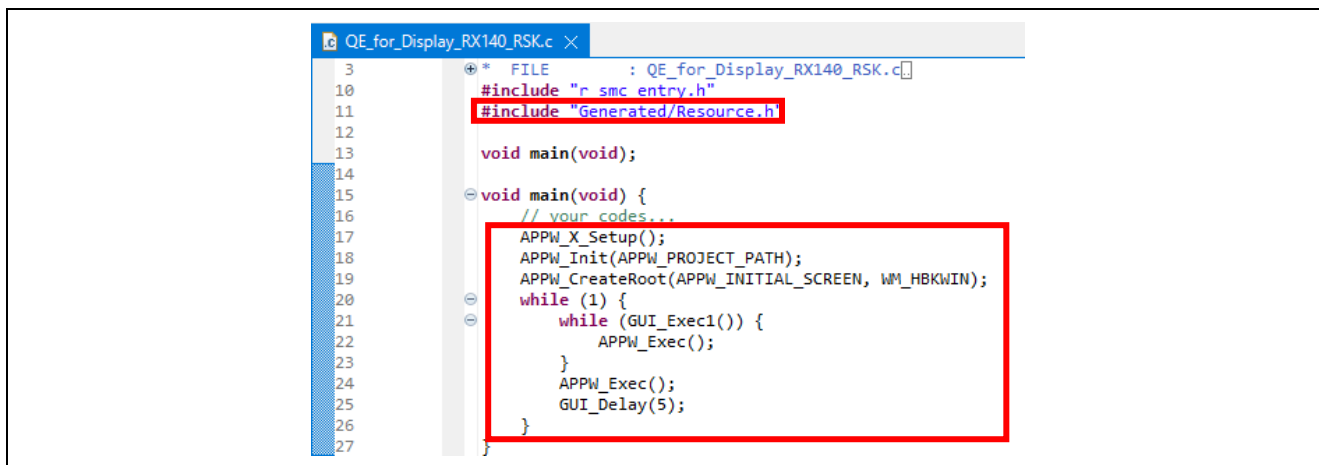 QE_for_Display_RX140_RSK.c
3 * FILE : QE_for_Display_RX140_RSK.c
10 #include "r_smc_entry.h"
11 #include "Generated/Resource.h"
12
13 void main(void);
14
15 void main(void) {
16 // your codes...
17 APPW_X_Setup();
18 APPW_Init(APPW_PROJECT_PATH);
19 APPW_CreateRoot(APPW_INITIAL_SCREEN, WM_HBKWIN);
20 while (1) {
21 while (GUI_Exec1()) {
22 APPW_Exec();
23 }
24 APPW_Exec();
25 GUI_Delay(5);
26 }
27 }